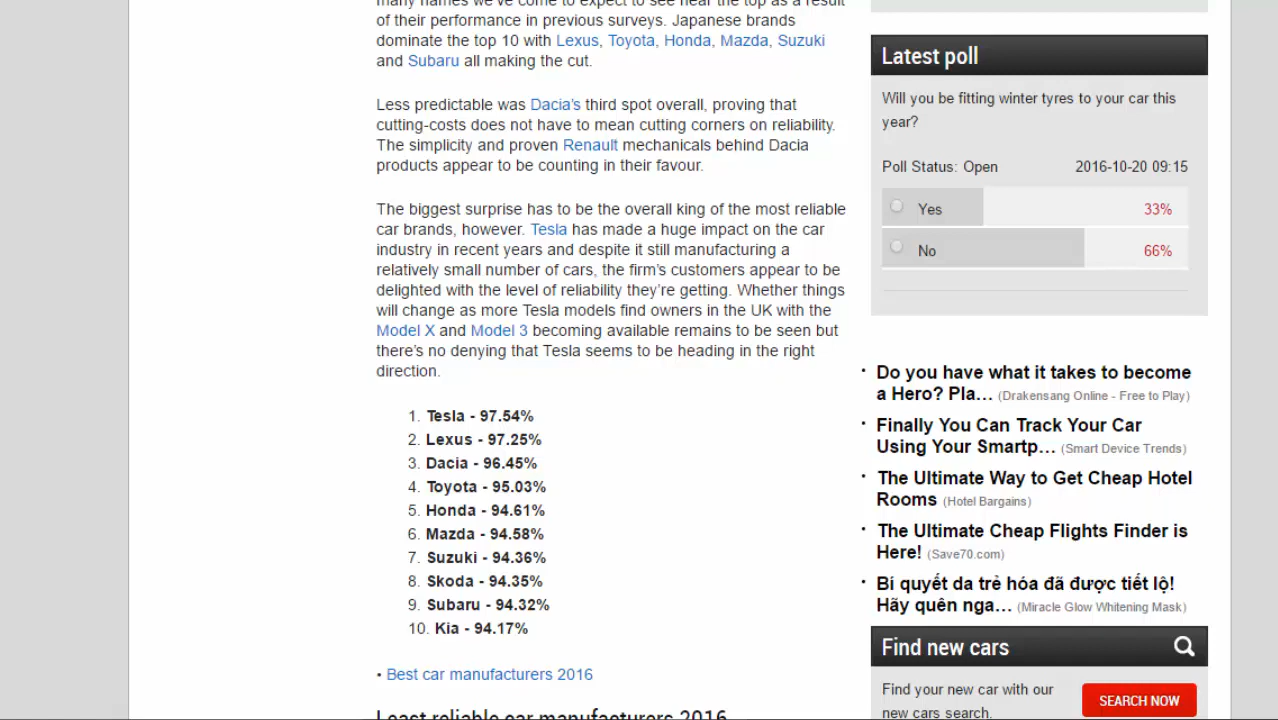 many names we've come to expect to see near the top as a result
of their performance in previous surveys. Japanese brands
dominate the top 10 with Lexus, Toyota, Honda, Mazda, Suzuki
and Subaru all making the cut.
Less predictable was Dacia's third spot overall, proving that
cutting-costs does not have to mean cutting corners on reliability.
The simplicity and proven Renault mechanicals behind Dacia
products appear to be counting in their favour.
The biggest surprise has to be the overall king of the most reliable
car brands, however. Tesla has made a huge impact on the car
industry in recent years and despite it still manufacturing a
relatively small number of cars, the firm's customers appear to be
delighted with the level of reliability they're getting. Whether things
will change as more Tesla models find owners in the UK with the
Model X and Model 3 becoming available remains to be seen but
there's no denying that Tesla seems to be heading in the right
direction.
1. Tesla - 97.54%
2. Lexus - 97.25%
3. Dacia - 96.45%
4. Toyota - 95.03%
5. Honda - 94.61%
6. Mazda - 94.58%
7. Suzuki - 94.36%
8. Skoda - 94.35%
9. Subaru - 94.32%
10. Kia - 94.17%
• Best car manufacturers 2016
Least reliable car manufacturers 2016
Latest poll
Will you be fitting winter tyres to your car this
year?
Poll Status: Open 2016-10-20 09:15
Yes 33%
No 66%
• Do you have what it takes to become
a Hero? Pla… (Drakensang Online - Free to Play)
• Finally You Can Track Your Car
Using Your Smartp… (Smart Device Trends)
• The Ultimate Way to Get Cheap Hotel
Rooms (Hotel Bargains)
• The Ultimate Cheap Flights Finder is
Here! (Save70.com)
• Bí quyết da trẻ hóa đã được tiết lộ!
Hãy quên nga… (Miracle Glow Whitening Mask)
Find new cars
Find your new car with our
new cars search.
SEARCH NOW